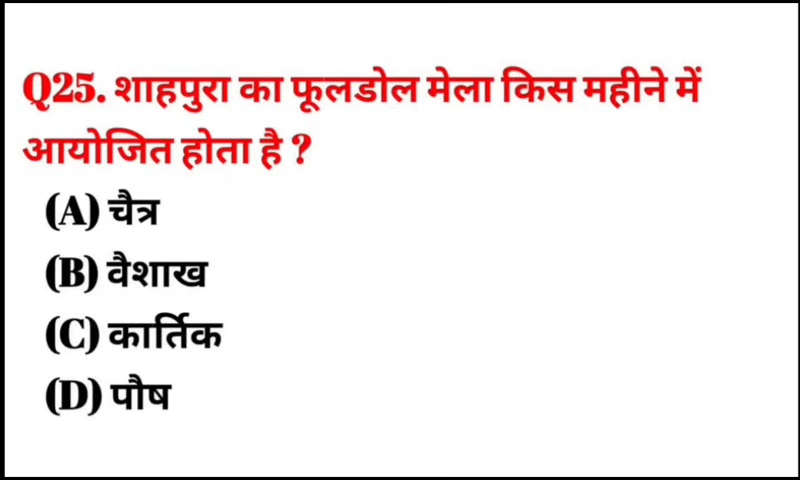 Q25. शाहपुरा का फूलडोल मेला किस महीने में
आयोजित होता है ?
(A) चैत्र
(B) वैशाख
(C) कार्तिक
(D) पौष